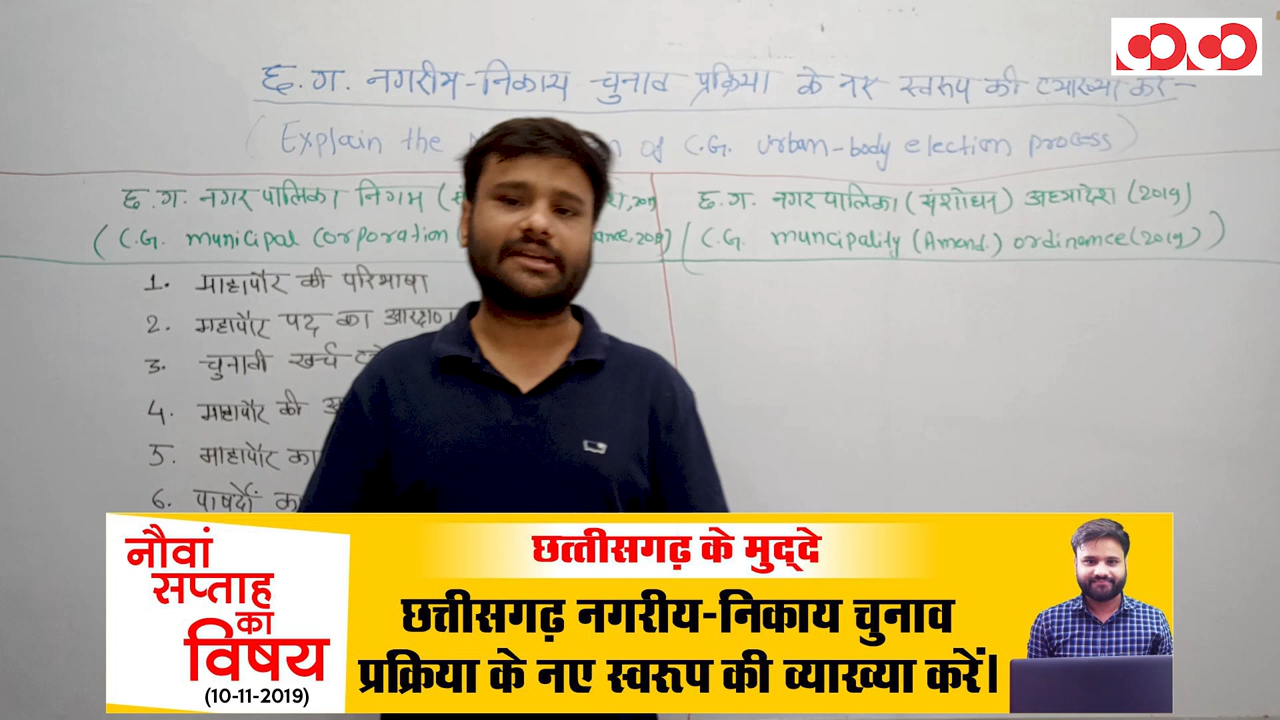 छ.ग. नगरीय-निकाय चुनाव प्रक्रिया के नए स्वरूप की व्याख्या करे-
(Explain the of C.G. urban-body election process)
छ.ग. नगर पालिका निगम (
(C.G. municipal corporation
छ.ग. नगर पालिका (संशोधन) अध्यादेश (2019)
(C.G. muncipality (Amend.) ordinance (2019))
1. माहापौर की परिभाषा
2. महापौर पद का आरक्षण
3. चुनावी खर्च
4. महापौर की
5. माहापौर का
6. पार्षदों का
नौवां
सप्ताह
का
विषय
(10-11-2019)
छत्तीसगढ़ के मुद्दे
छत्तीसगढ़ नगरीय-निकाय चुनाव
प्रक्रिया के नए स्वरूप की व्याख्या करें।